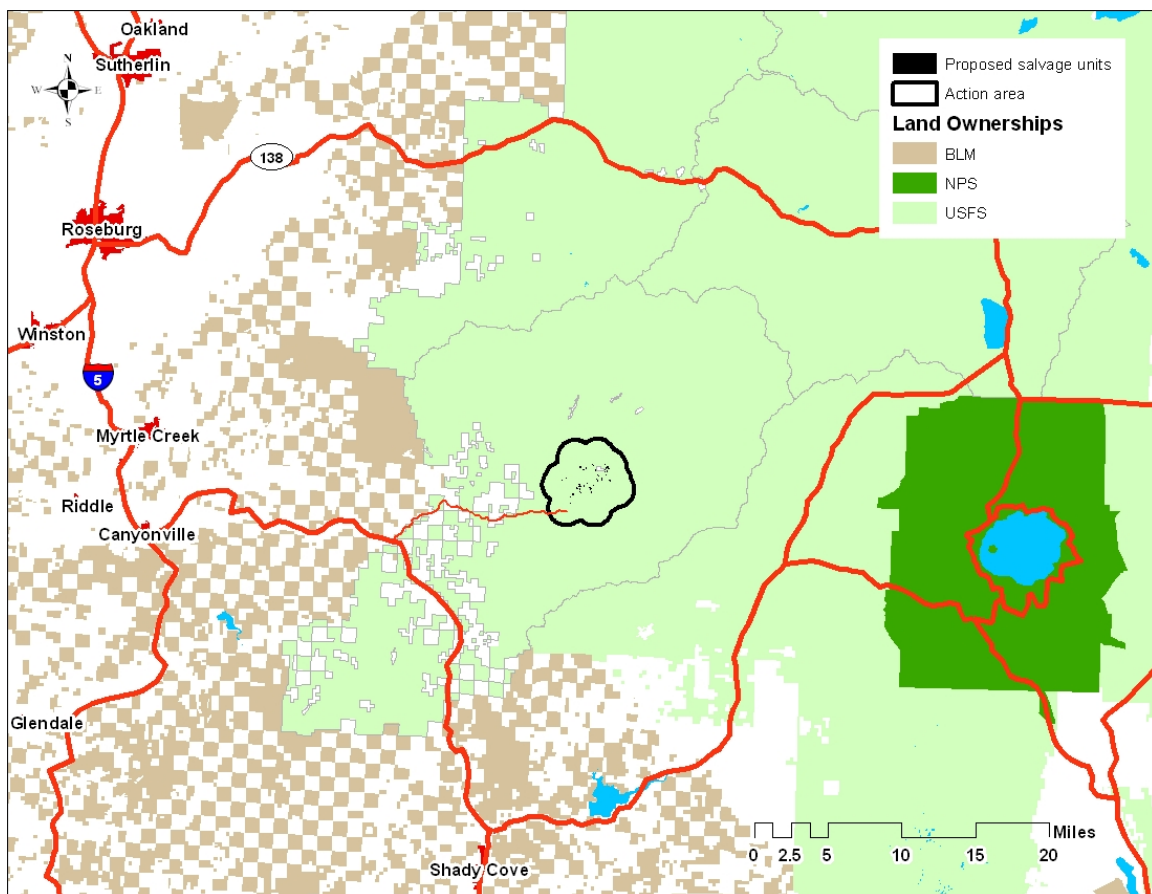 Oakland
Sutherlin
N
W E
S
138
Roseburg
Winston
5
Myrtle Creek
Riddle
Canyonville
Glendale
Shady Cove
Proposed salvage units
Action area
Land Ownerships
BLM
NPS
USFS
Miles
0 2.5 5 10 15 20